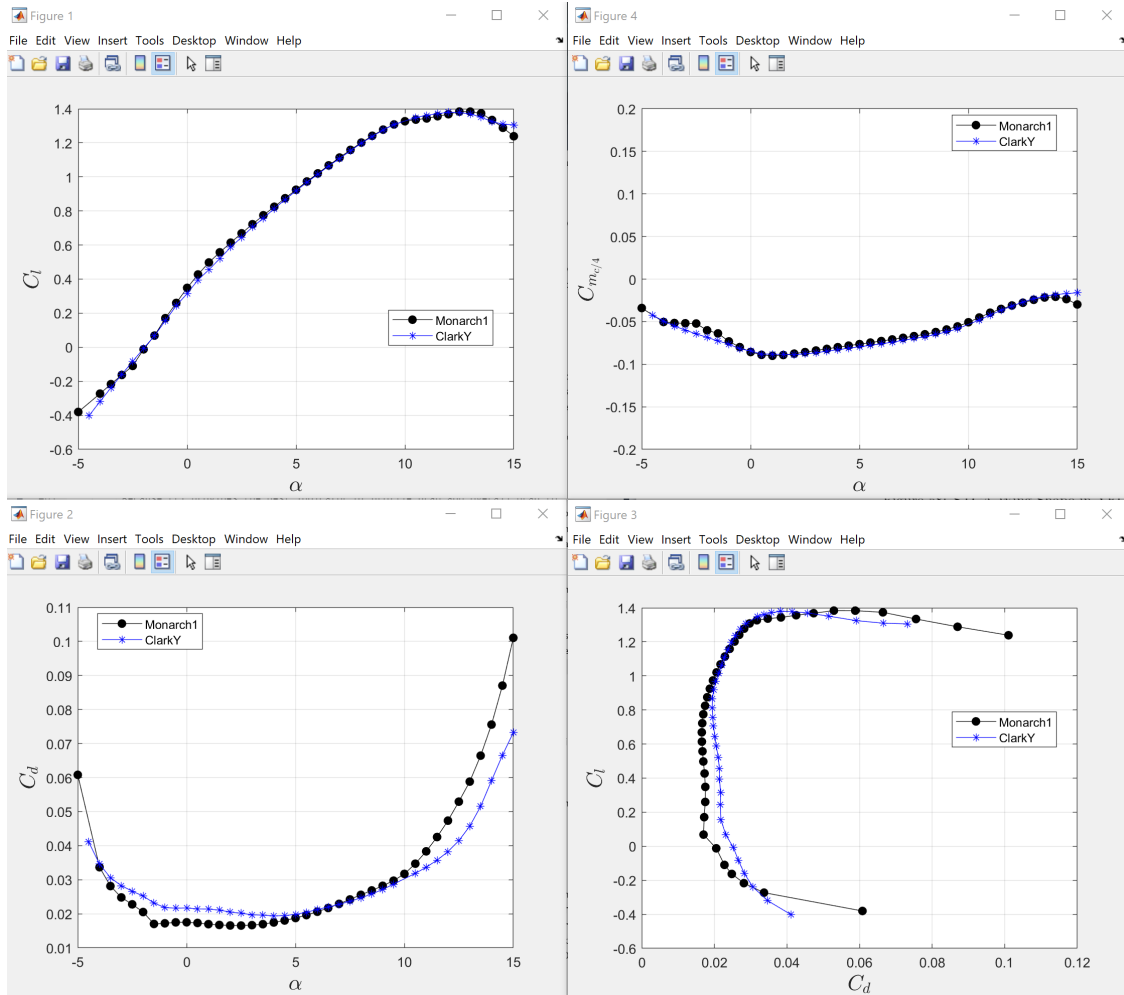 Figure 1
File Edit View Insert Tools Desktop Window Help
1.4
1.2
1
0.8
0.6
0.4
0.2
0
-0.2
-0.4
-0.6
-5 0 5 10 15
α
C_l
Monarch1
ClarkY
Figure 4
File Edit View Insert Tools Desktop Window Help
0.2
0.15
0.1
0.05
0
-0.05
-0.1
-0.15
-0.2
-5 0 5 10 15
α
C_{m_{c/4}}
Monarch1
ClarkY
Figure 2
File Edit View Insert Tools Desktop Window Help
0.11
0.1
0.09
0.08
0.07
0.06
0.05
0.04
0.03
0.02
0.01
-5 0 5 10 15
α
C_d
Monarch1
ClarkY
Figure 3
File Edit View Insert Tools Desktop Window Help
1.4
1.2
1
0.8
0.6
0.4
0.2
0
-0.2
-0.4
-0.6
0 0.02 0.04 0.06 0.08 0.1 0.12
C_d
C_l
Monarch1
ClarkY